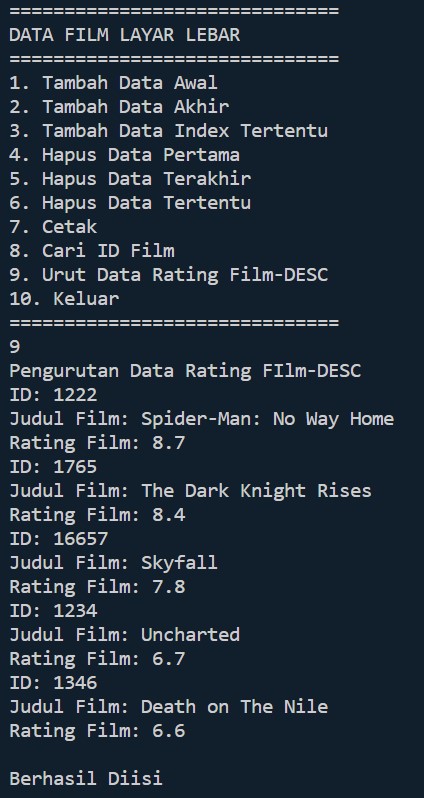 ==============================
DATA FILM LAYAR LEBAR
==============================
1. Tambah Data Awal
2. Tambah Data Akhir
3. Tambah Data Index Tertentu
4. Hapus Data Pertama
5. Hapus Data Terakhir
6. Hapus Data Tertentu
7. Cetak
8. Cari ID Film
9. Urut Data Rating Film-DESC
10. Keluar
==============================
9
Pengurutan Data Rating FIlm-DESC
ID: 1222
Judul Film: Spider-Man: No Way Home
Rating Film: 8.7
ID: 1765
Judul Film: The Dark Knight Rises
Rating Film: 8.4
ID: 16657
Judul Film: Skyfall
Rating Film: 7.8
ID: 1234
Judul Film: Uncharted
Rating Film: 6.7
ID: 1346
Judul Film: Death on The Nile
Rating Film: 6.6
Berhasil Diisi